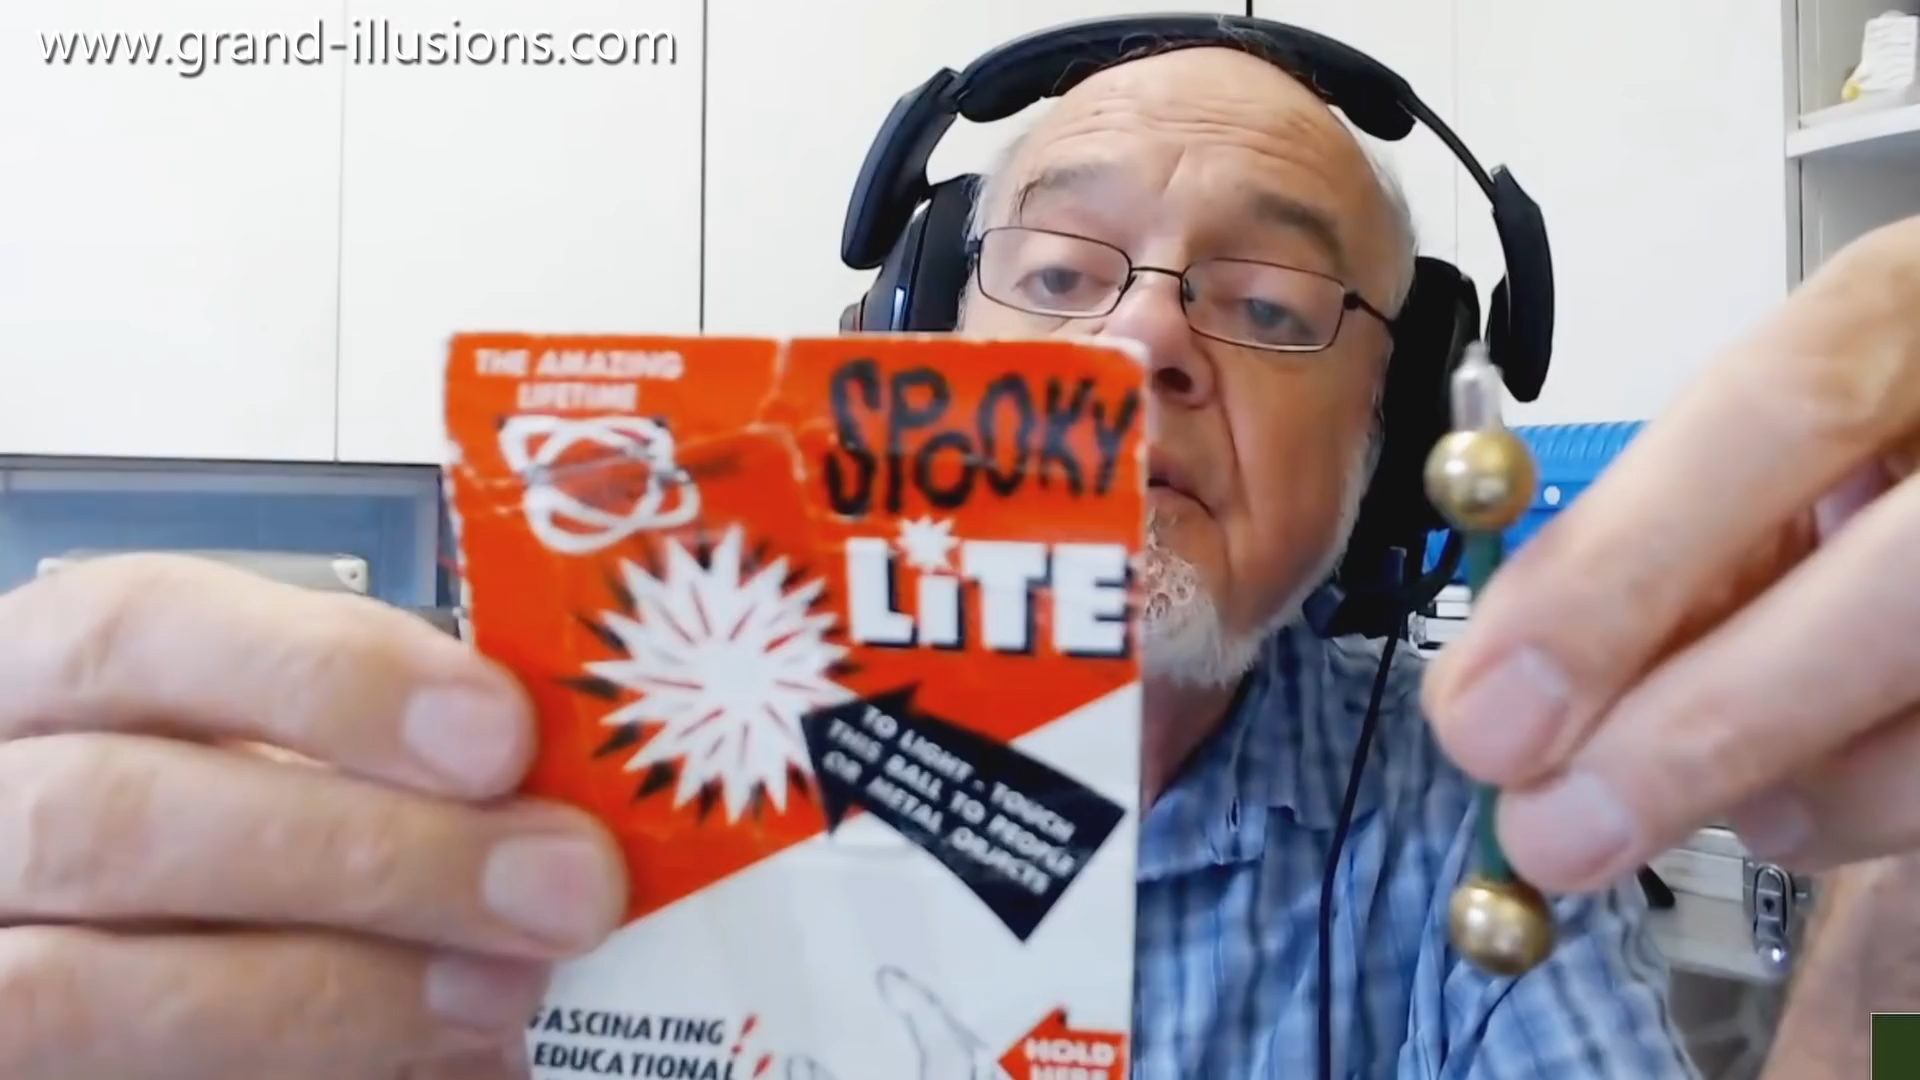 www.grand-illusions.com
THE AMAZING
LIFETIME
SPOOKY
LiTE
TO LIGHT - TOUCH
THIS BALL TO PEOPLE
OR METAL OBJECTS
FASCINATING!
EDUCATIONAL!
HOLD
HERE